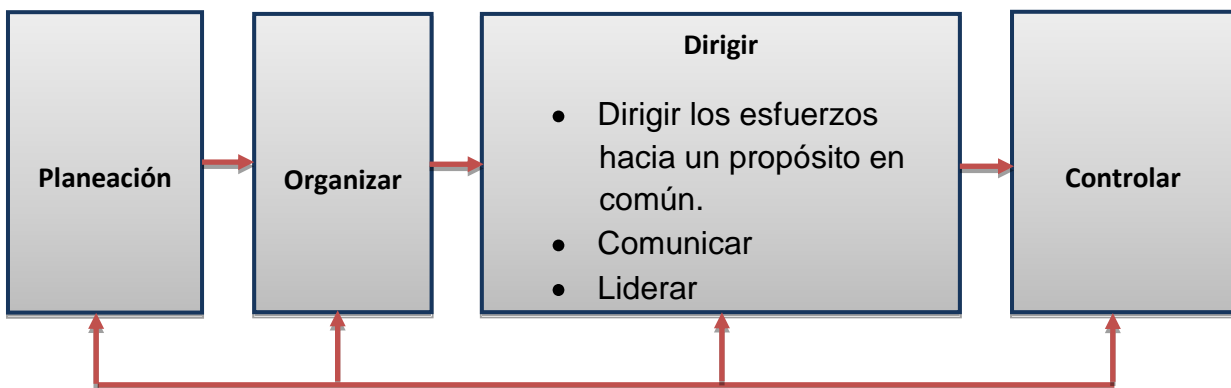 Planeación
Organizar
Dirigir
• Dirigir los esfuerzos
hacia un propósito en
común.
• Comunicar
• Liderar
Controlar